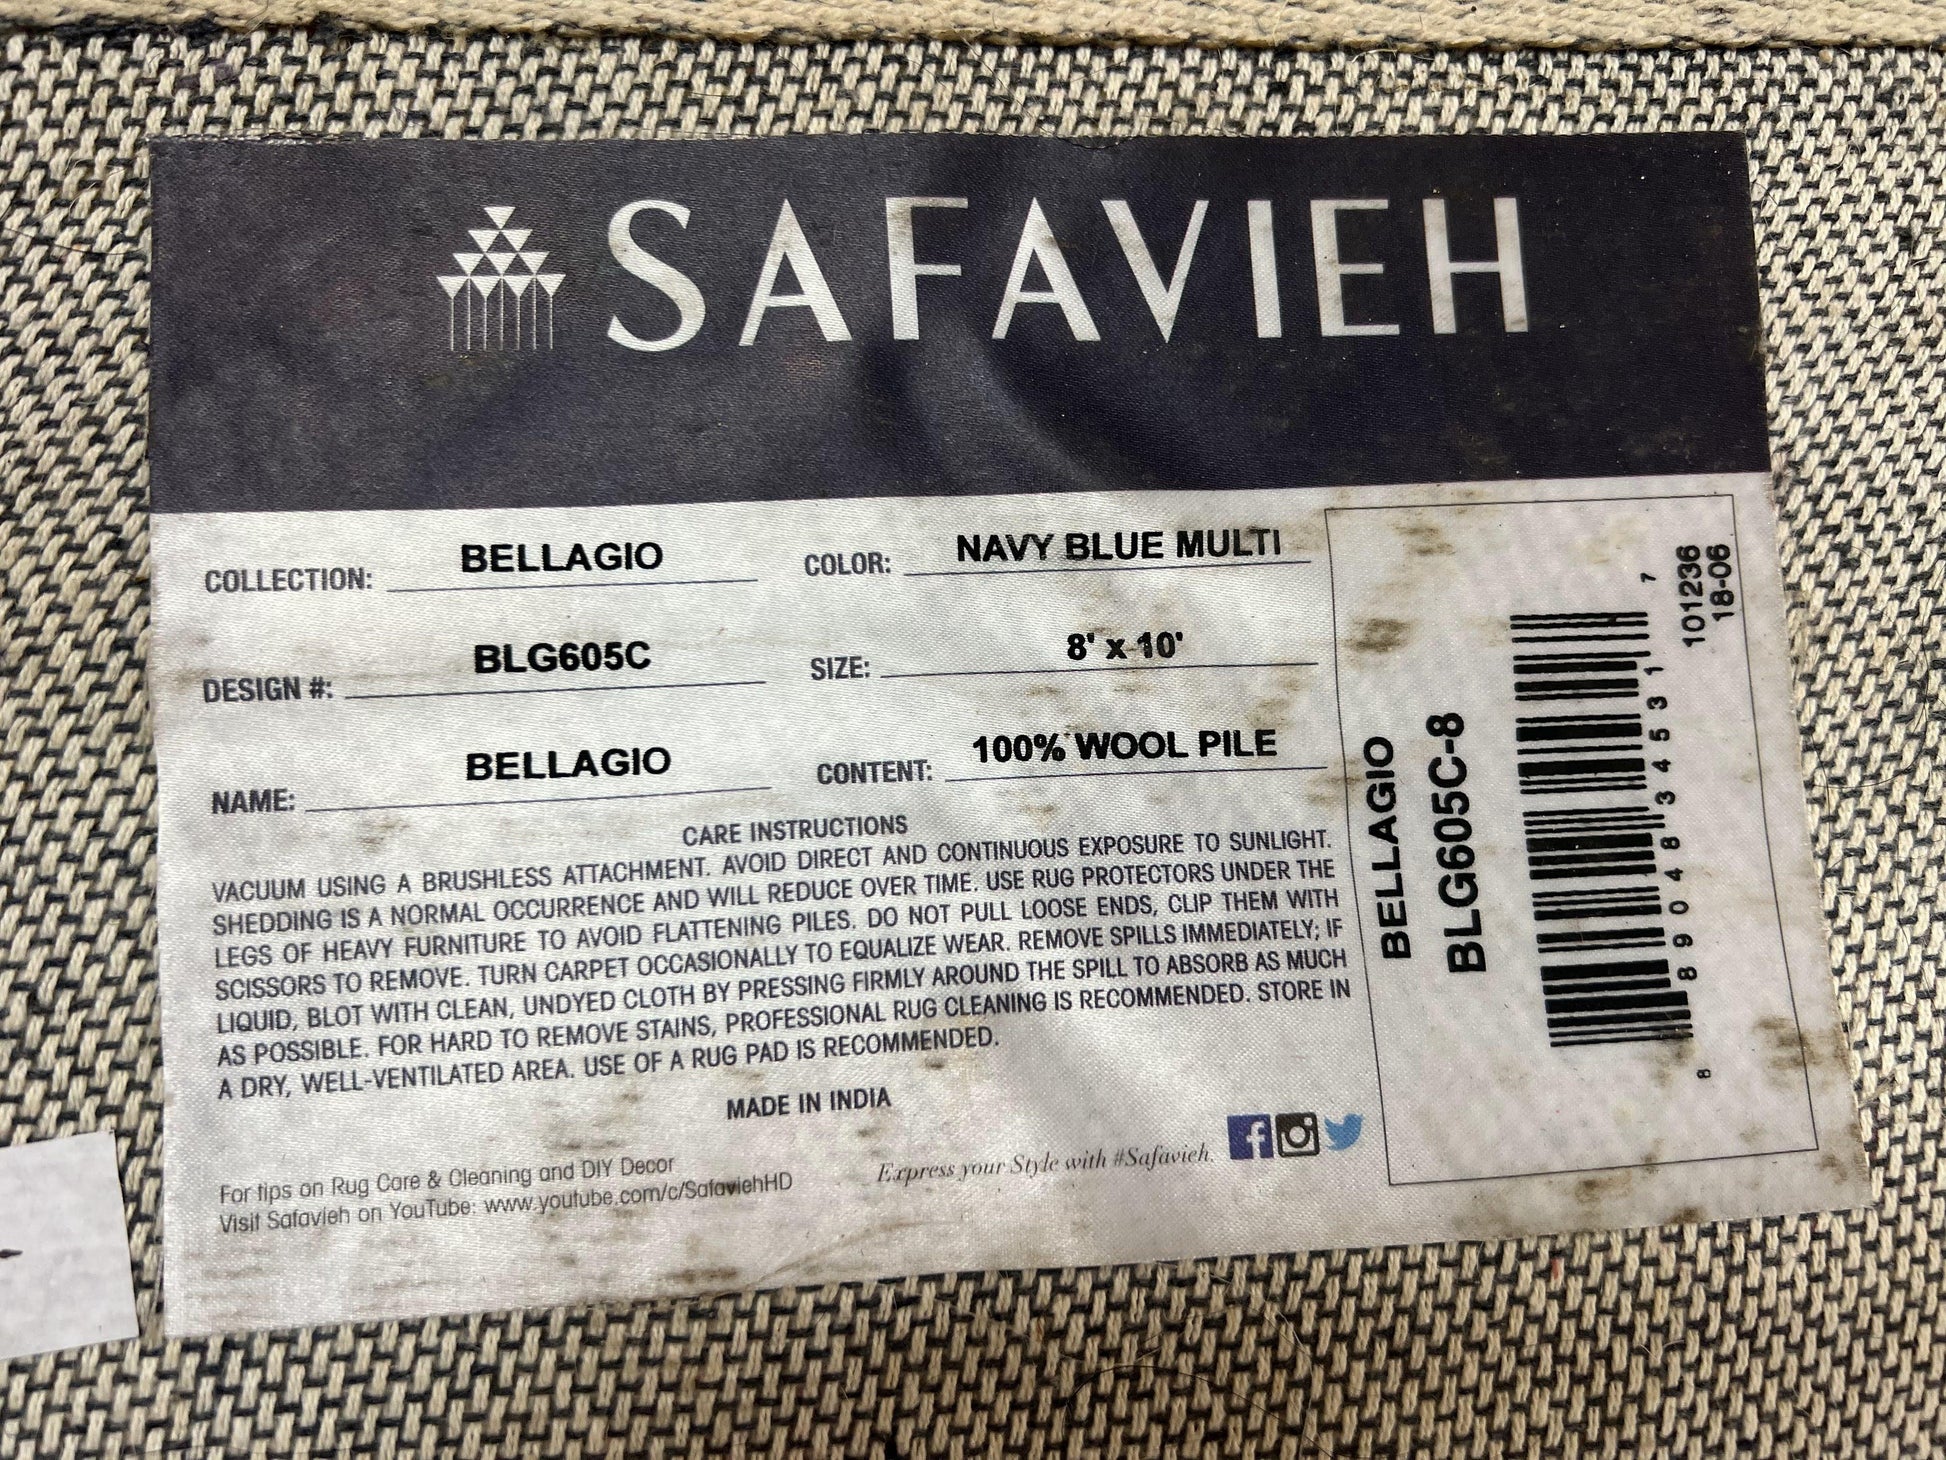 SAFAVIEH
COLLECTION: BELLAGIO
COLOR: NAVY BLUE MULTI
DESIGN #: BLG605C
SIZE: 8' x 10'
NAME: BELLAGIO
CONTENT: 100% WOOL PILE
CARE INSTRUCTIONS
VACUUM USING A BRUSHLESS ATTACHMENT. AVOID DIRECT AND CONTINUOUS EXPOSURE TO SUNLIGHT.
SHEDDING IS A NORMAL OCCURRENCE AND WILL REDUCE OVER TIME. USE RUG PROTECTORS UNDER THE
LEGS OF HEAVY FURNITURE TO AVOID FLATTENING PILES. DO NOT PULL LOOSE ENDS, CLIP THEM WITH
SCISSORS TO REMOVE. TURN CARPET OCCASIONALLY TO EQUALIZE WEAR. REMOVE SPILLS IMMEDIATELY; IF
LIQUID, BLOT WITH CLEAN, UNDYED CLOTH BY PRESSING FIRMLY AROUND THE SPILL TO ABSORB AS MUCH
AS POSSIBLE. FOR HARD TO REMOVE STAINS, PROFESSIONAL RUG CLEANING IS RECOMMENDED. STORE IN
A DRY, WELL-VENTILATED AREA. USE OF A RUG PAD IS RECOMMENDED.
MADE IN INDIA
For tips on Rug Care & Cleaning and DIY Decor
Visit Safavieh on YouTube: www.youtube.com/c/SafaviehHD
Express your Style with #Safavieh.
BELLAGIO
BLG605C-8
8 89048 34531 7
101236
18-06